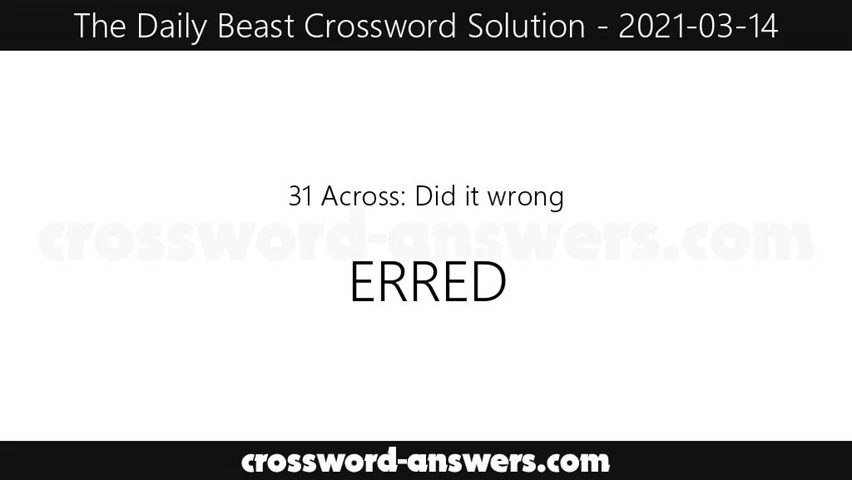 The Daily Beast Crossword Solution - 2021-03-14
31 Across: Did it wrong
crossword-answers.com
ERRED
crossword-answers.com